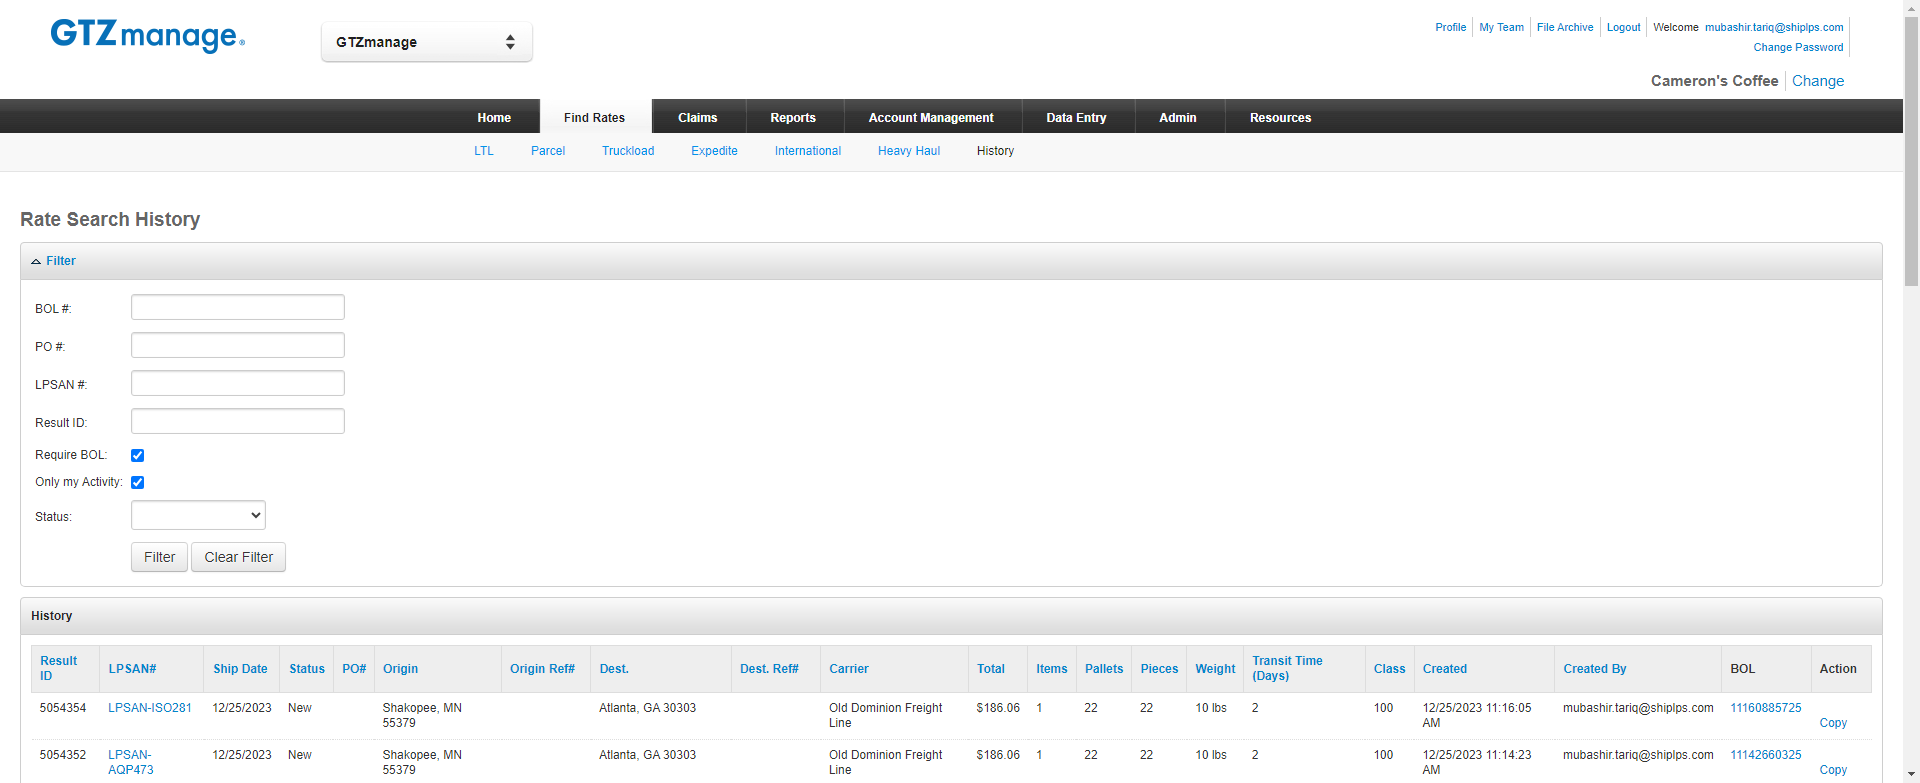 GTZmanage®
GTZmanage
Profile My Team File Archive Logout Welcome mubashir.tariq@shiplps.com
Change Password
Cameron's Coffee Change
Home Find Rates Claims Reports Account Management Data Entry Admin Resources
LTL Parcel Truckload Expedite International Heavy Haul History
Rate Search History
Filter
BOL #:
PO #:
LPSAN #:
Result ID:
Require BOL:
Only my Activity:
Status:
Filter Clear Filter
History
Result ID LPSAN# Ship Date Status PO# Origin Origin Ref# Dest. Dest. Ref# Carrier Total Items Pallets Pieces Weight Transit Time (Days) Class Created Created By BOL Action
5054354 LPSAN-ISO281 12/25/2023 New Shakopee, MN 55379 Atlanta, GA 30303 Old Dominion Freight Line $186.06 1 22 22 10 lbs 2 100 12/25/2023 11:16:05 AM mubashir.tariq@shiplps.com 11160885725 Copy
5054352 LPSAN-AQP473 12/25/2023 New Shakopee, MN 55379 Atlanta, GA 30303 Old Dominion Freight Line $186.06 1 22 22 10 lbs 2 100 12/25/2023 11:14:23 AM mubashir.tariq@shiplps.com 11142660325 Copy